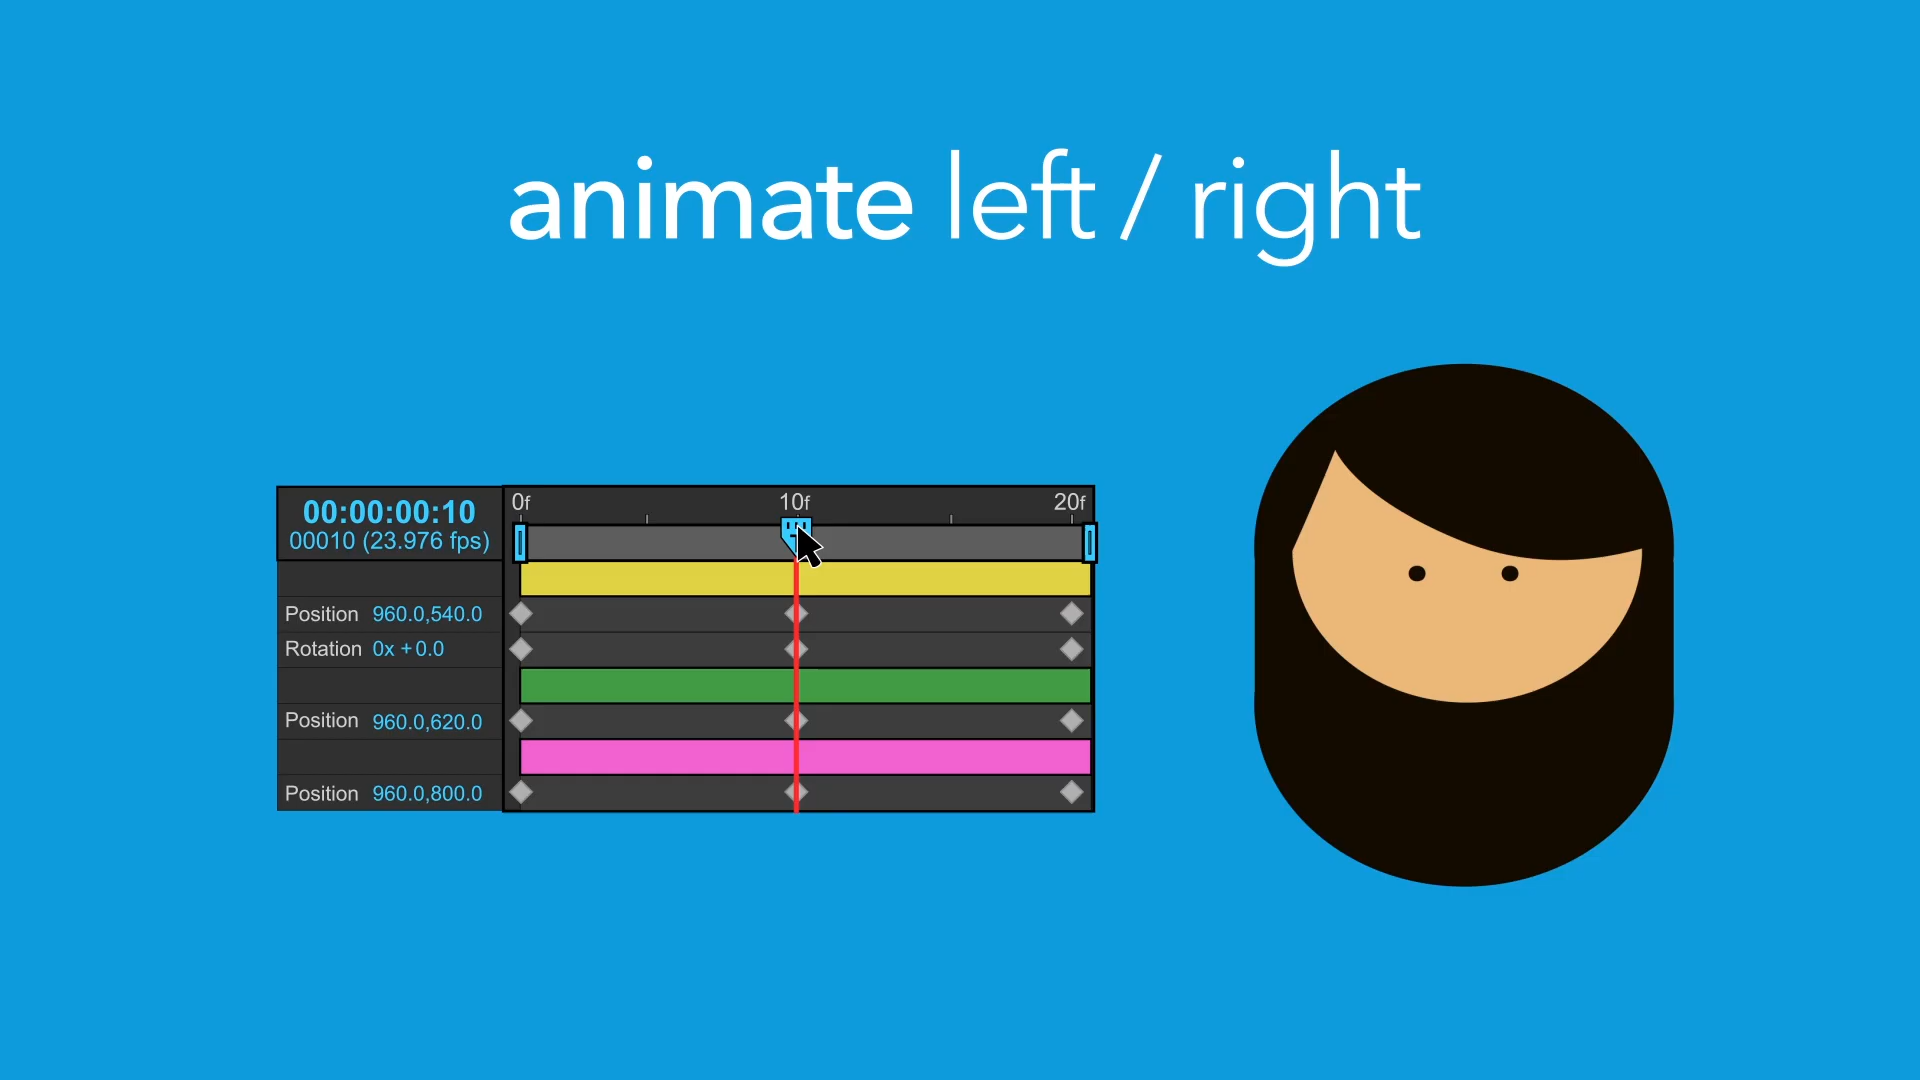 animate left / right
00:00:00:10
00010 (23.976 fps)
0f 10f 20f
Position 960.0,540.0
Rotation 0x +0.0
Position 960.0,620.0
Position 960.0,800.0